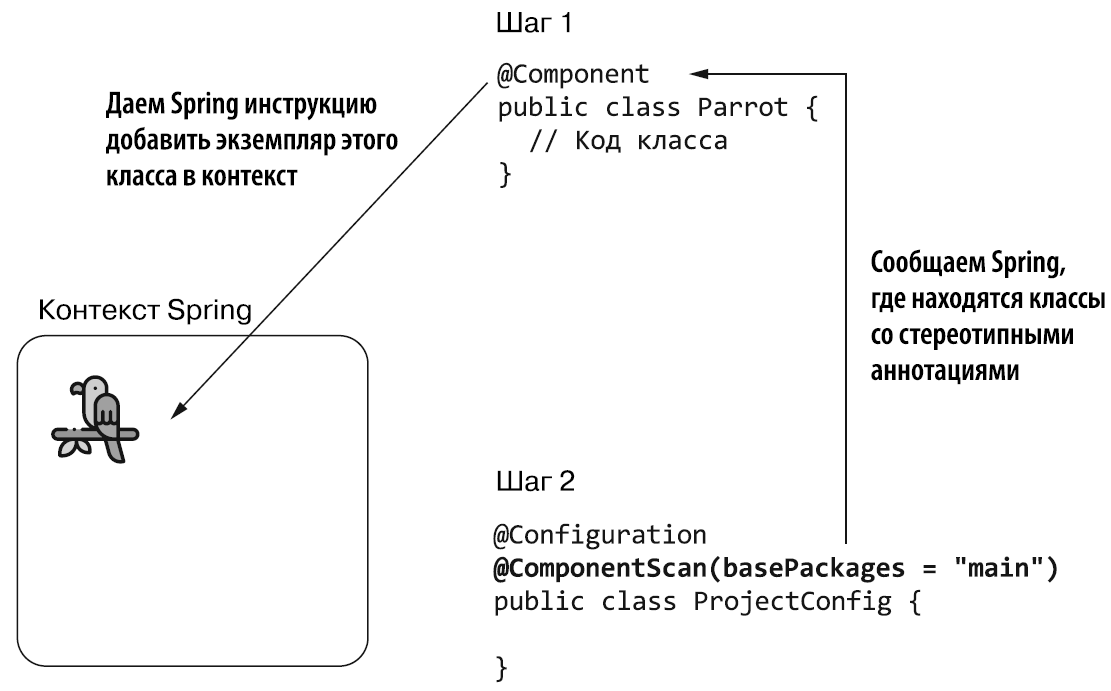 Шаг 1
@Component
public class Parrot {
// Код класса
}
Даем Spring инструкцию
добавить экземпляр этого
класса в контекст
Сообщаем Spring,
где находятся классы
со стереотипными
аннотациями
Контекст Spring
Шаг 2
@Configuration
@ComponentScan(basePackages = "main")
public class ProjectConfig {
}